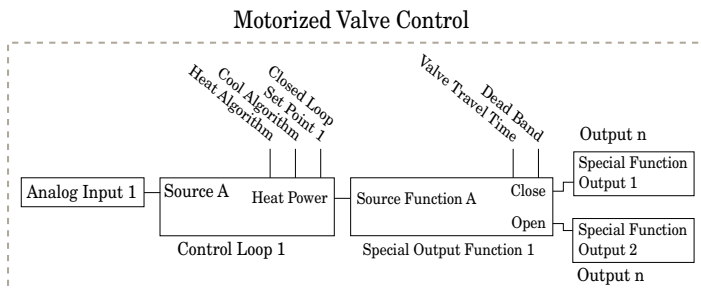 Motorized Valve Control
Heat Algorithm
Cool Algorithm
Set Point 1
Closed Loop
Valve Travel Time
Dead Band
Output n
Analog Input 1
Source A
Heat Power
Source Function A
Close
Open
Special Function
Output 1
Special Function
Output 2
Control Loop 1
Special Output Function 1
Output n